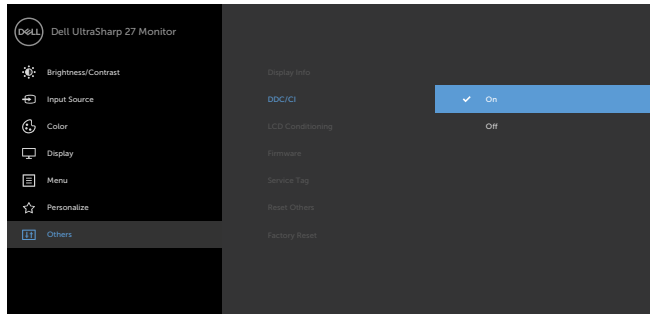 DELL Dell UltraSharp 27 Monitor
Brightness/Contrast
Display Info
Input Source
DDC/CI
On
Color
LCD Conditioning
Off
Display
Firmware
Menu
Service Tag
Personalize
Reset Others
Others
Factory Reset